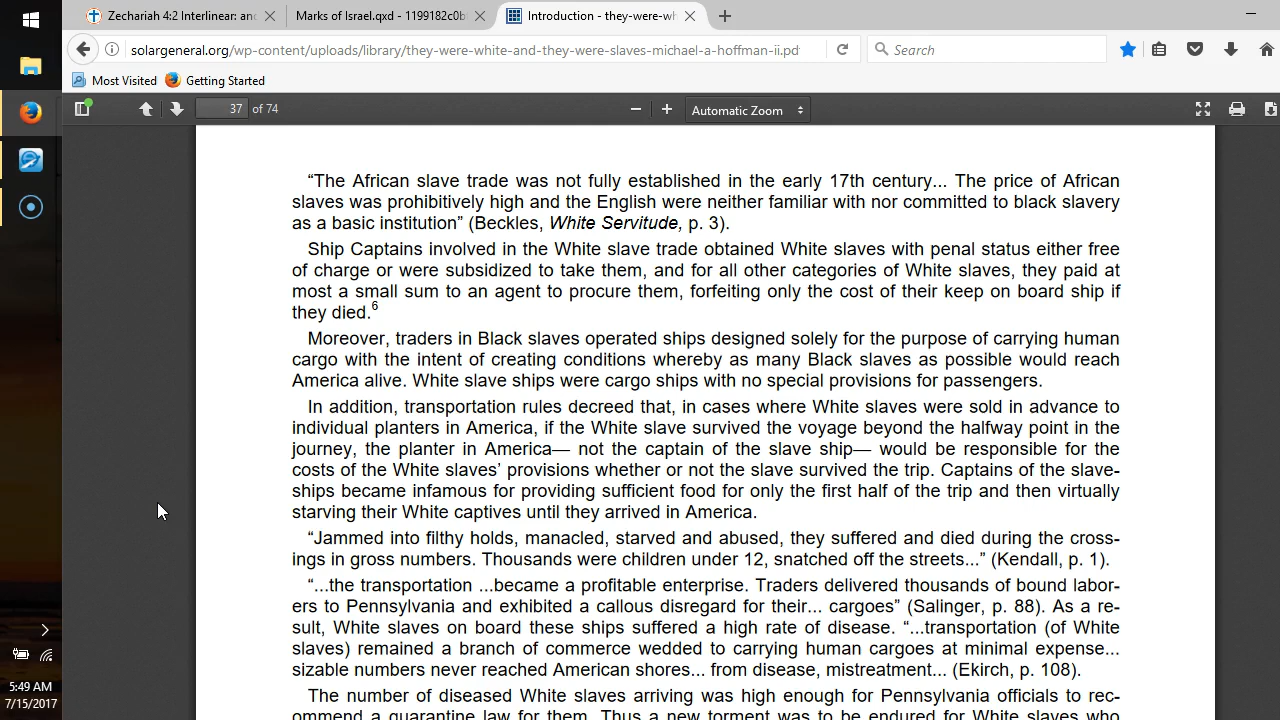 Zechariah 4:2 Interlinear: an
Marks of Israel.qxd - 1199182c0b
Introduction - they-were-wh
solargeneral.org/wp-content/uploads/library/they-were-white-and-they-were-slaves-michael-a-hoffman-ii.pd
Search
Most Visited
Getting Started
37 of 74
Automatic Zoom
“The African slave trade was not fully established in the early 17th century... The price of African
slaves was prohibitively high and the English were neither familiar with nor committed to black slavery
as a basic institution” (Beckles, White Servitude, p. 3).
Ship Captains involved in the White slave trade obtained White slaves with penal status either free
of charge or were subsidized to take them, and for all other categories of White slaves, they paid at
most a small sum to an agent to procure them, forfeiting only the cost of their keep on board ship if
they died.6
Moreover, traders in Black slaves operated ships designed solely for the purpose of carrying human
cargo with the intent of creating conditions whereby as many Black slaves as possible would reach
America alive. White slave ships were cargo ships with no special provisions for passengers.
In addition, transportation rules decreed that, in cases where White slaves were sold in advance to
individual planters in America, if the White slave survived the voyage beyond the halfway point in the
journey, the planter in America— not the captain of the slave ship— would be responsible for the
costs of the White slaves’ provisions whether or not the slave survived the trip. Captains of the slave-
ships became infamous for providing sufficient food for only the first half of the trip and then virtually
starving their White captives until they arrived in America.
“Jammed into filthy holds, manacled, starved and abused, they suffered and died during the cross-
ings in gross numbers. Thousands were children under 12, snatched off the streets...” (Kendall, p. 1).
“...the transportation ...became a profitable enterprise. Traders delivered thousands of bound labor-
ers to Pennsylvania and exhibited a callous disregard for their... cargoes” (Salinger, p. 88). As a re-
sult, White slaves on board these ships suffered a high rate of disease. “...transportation (of White
slaves) remained a branch of commerce wedded to carrying human cargoes at minimal expense...
sizable numbers never reached American shores... from disease, mistreatment... (Ekirch, p. 108).
The number of diseased White slaves arriving was high enough for Pennsylvania officials to rec-
ommend a quarantine law for them. Thus a new torment was to be endured for White slaves who
5:49 AM
7/15/2017